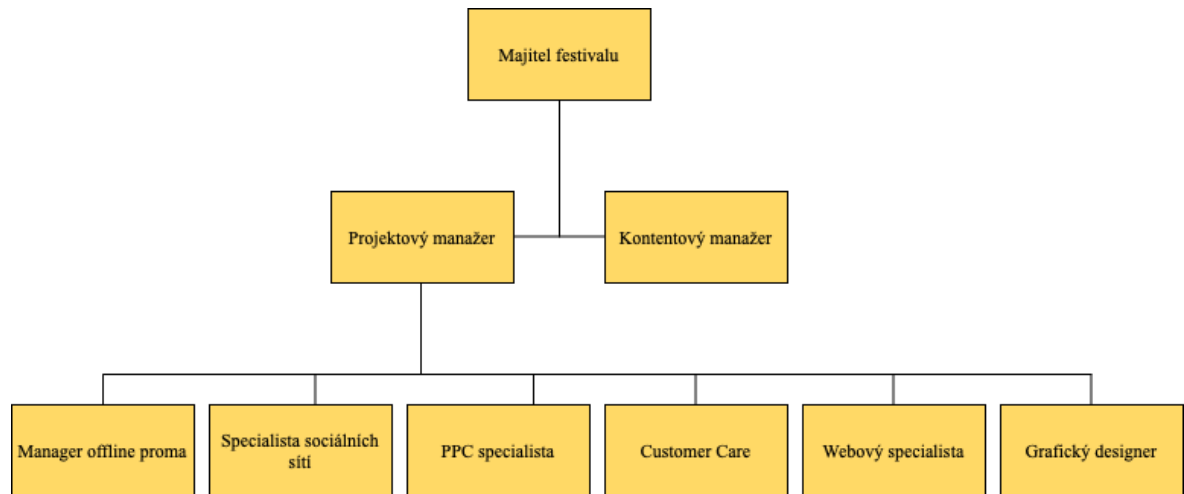 Majitel festivalu
Projektový manažer
Kontentový manažer
Manager offline proma
Specialista sociálních
sítí
PPC specialista
Customer Care
Webový specialista
Grafický designer